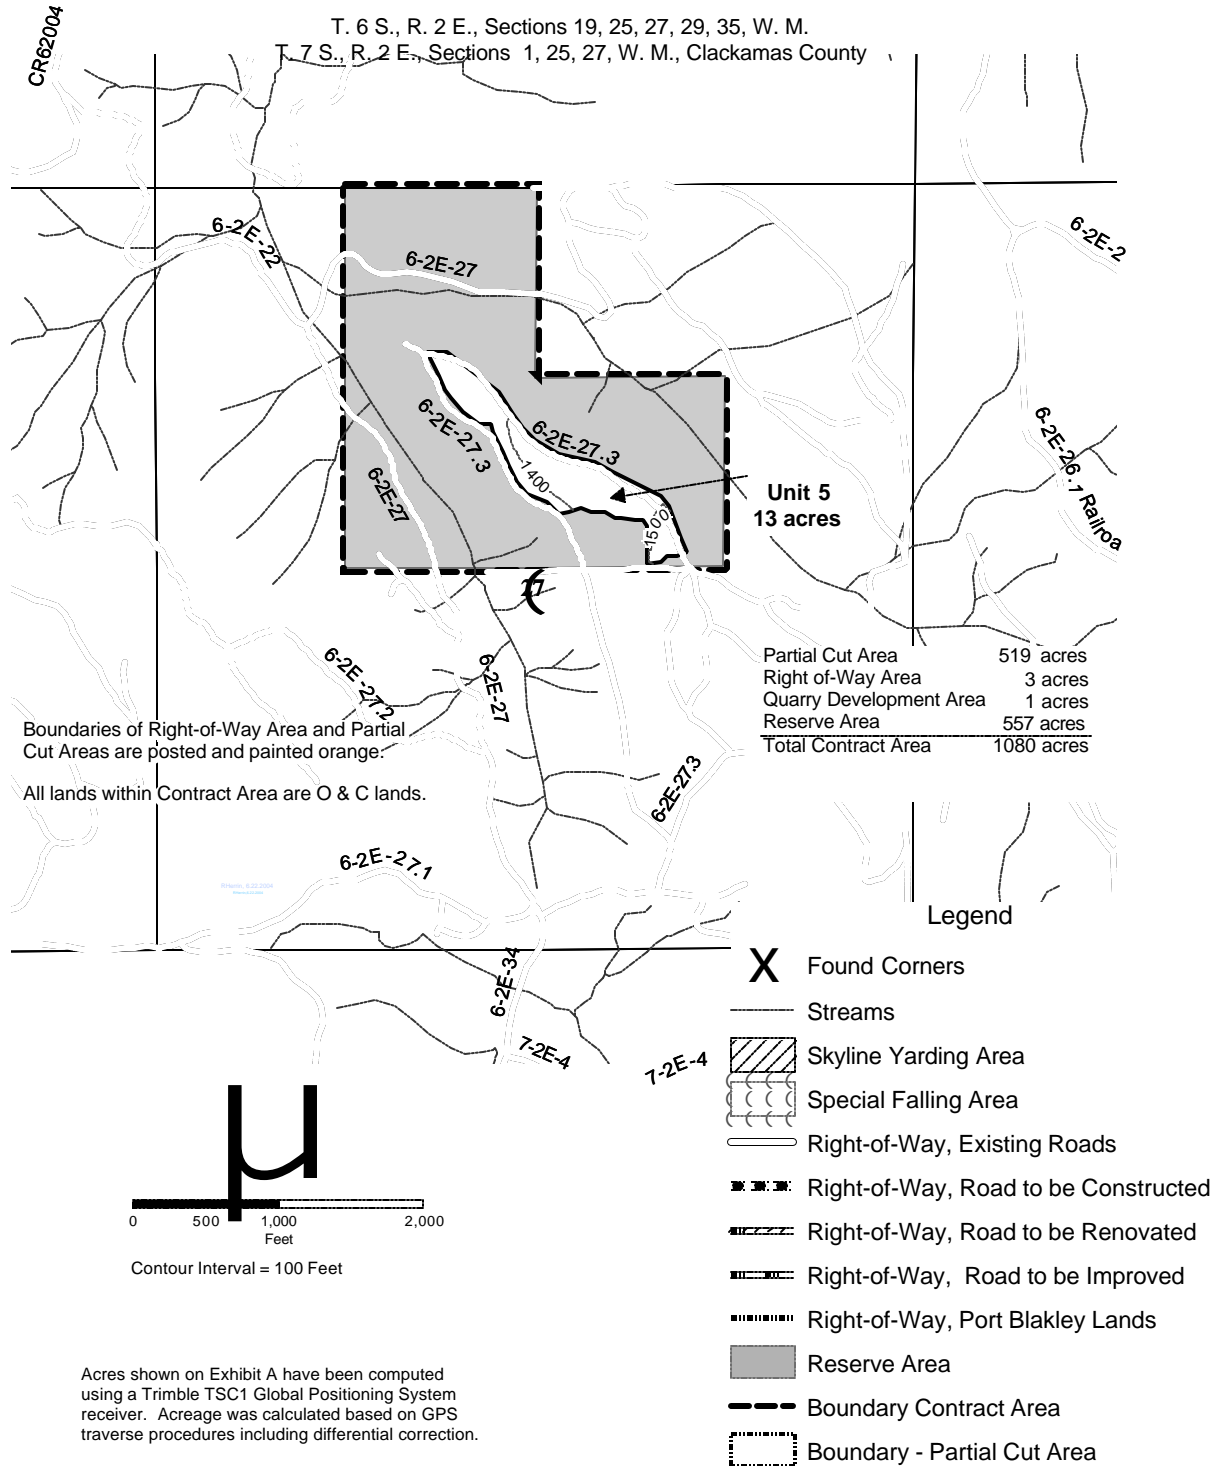 T. 6 S., R. 2 E., Sections 19, 25, 27, 29, 35, W. M.
T. 7 S., R. 2 E., Sections 1, 25, 27, W. M., Clackamas County
CR62004
6-2E-22
6-2E-27
6-2E-2
6-2E-27.3
6-2E-27.3
1400
6-2E-27
1500
Unit 5
13 acres
6-2E-26.1 Railroa
27
6-2E-27.2
6-2E-27
6-2E-27.3
Partial Cut Area 519 acres
Right of-Way Area 3 acres
Quarry Development Area 1 acres
Reserve Area 557 acres
Total Contract Area 1080 acres
Boundaries of Right-of-Way Area and Partial
Cut Areas are posted and painted orange.
All lands within Contract Area are O & C lands.
6-2E-27.1
6-2E-34
7-2E-4
7-2E-4
Legend
X Found Corners
Streams
Skyline Yarding Area
Special Falling Area
Right-of-Way, Existing Roads
Right-of-Way, Road to be Constructed
Right-of-Way, Road to be Renovated
Right-of-Way, Road to be Improved
Right-of-Way, Port Blakley Lands
Reserve Area
Boundary Contract Area
Boundary - Partial Cut Area
0 500 1,000 2,000
Feet
Contour Interval = 100 Feet
Acres shown on Exhibit A have been computed
using a Trimble TSC1 Global Positioning System
receiver. Acreage was calculated based on GPS
traverse procedures including differential correction.